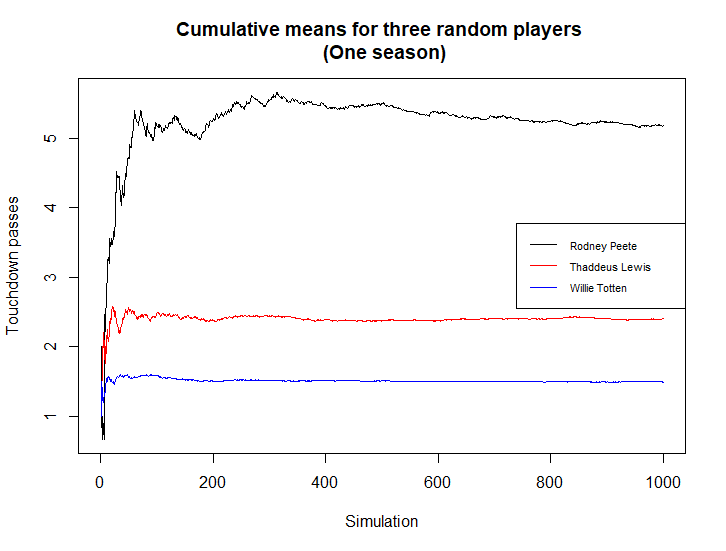 Cumulative means for three random players
(One season)
Touchdown passes
5
4
3
2
1
Rodney Peete
Thaddeus Lewis
Willie Totten
0 200 400 600 800 1000
Simulation